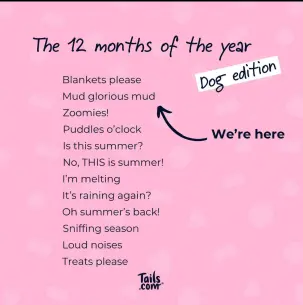 The 12 months of the year
Dog edition
Blankets please
Mud glorious mud
Zoomies!
Puddles o'clock
We're here
Is this summer?
No, THIS is summer!
I'm melting
It's raining again?
Oh summer's back!
Sniffing season
Loud noises
Treats please
Tails
.com